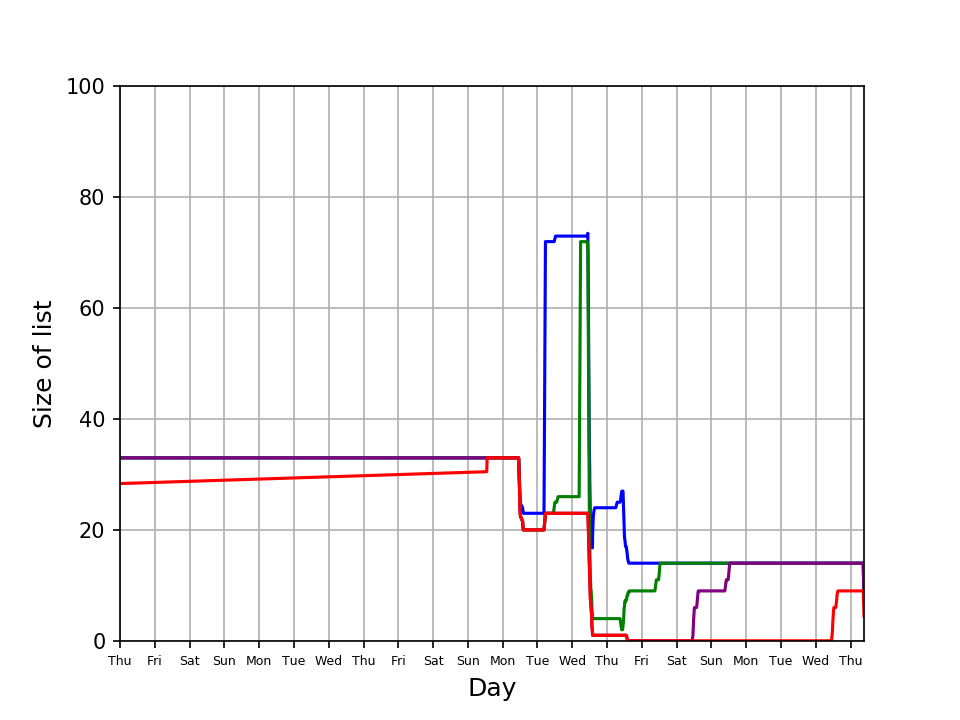 100
80
60
40
20
0
Size of list
Thu Fri Sat Sun Mon Tue Wed Thu Fri Sat Sun Mon Tue Wed Thu Fri Sat Sun Mon Tue Wed Thu
Day